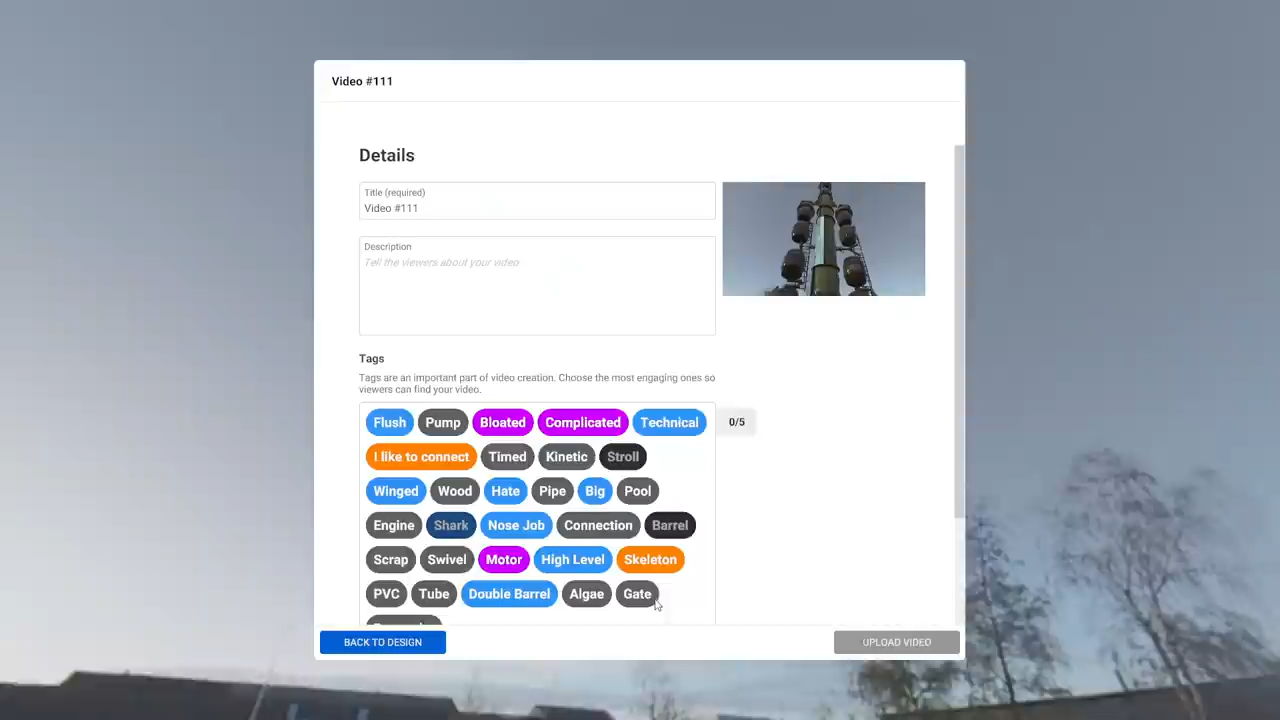 Video #111
Details
Title (required)
Video #111
Description
Tell the viewers about your video
Tags
Tags are an important part of video creation. Choose the most engaging ones so
viewers can find your video.
Flush Pump Bloated Complicated Technical 0/5
I like to connect Timed Kinetic Stroll
Winged Wood Hate Pipe Big Pool
Engine Shark Nose Job Connection Barrel
Scrap Swivel Motor High Level Skeleton
PVC Tube Double Barrel Algae Gate
BACK TO DESIGN UPLOAD VIDEO